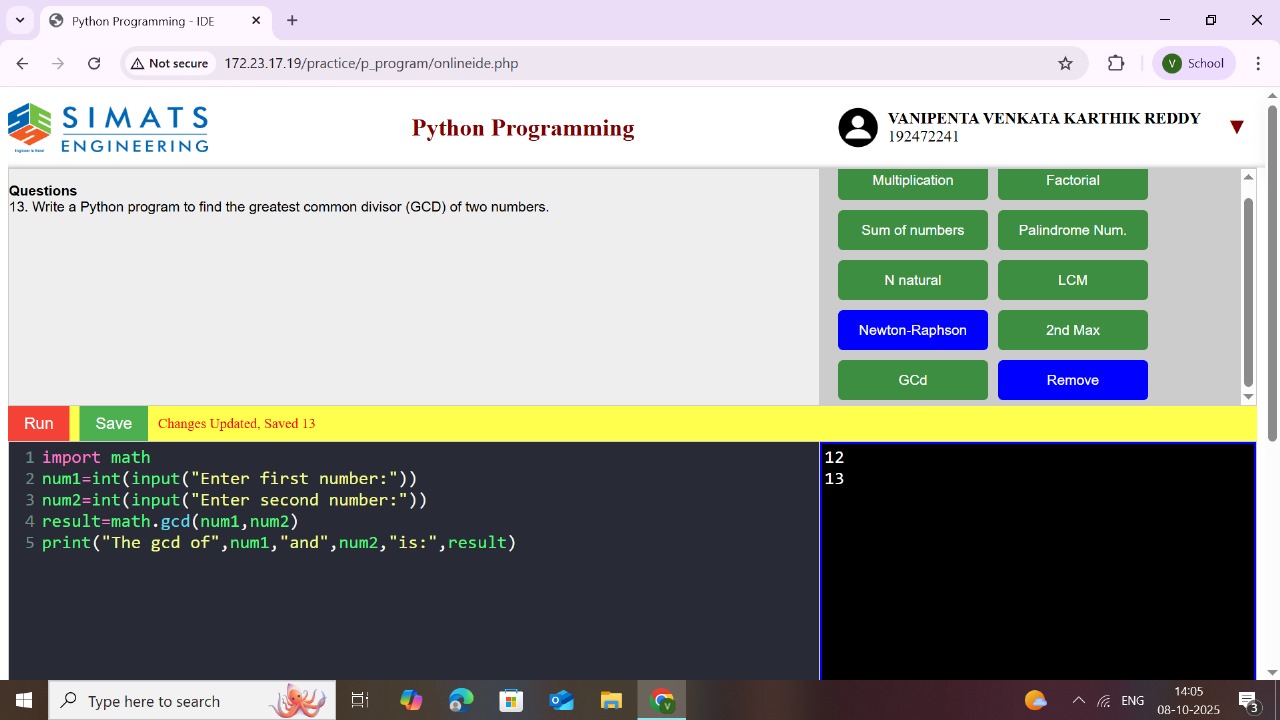 Python Programming - IDE
Not secure
172.23.17.19/practice/p_program/onlineide.php
V
School
SIMATS
ENGINEERING
Engineer to Excel
Python Programming
VANIPENTA VENKATA KARTHIK REDDY
192472241
Questions
13. Write a Python program to find the greatest common divisor (GCD) of two numbers.
Multiplication
Factorial
Sum of numbers
Palindrome Num.
N natural
LCM
Newton-Raphson
2nd Max
GCd
Remove
Run
Save
Changes Updated, Saved 13
1 import math
2 num1=int(input("Enter first number:"))
3 num2=int(input("Enter second number:"))
4 result=math.gcd(num1,num2)
5 print("The gcd of",num1,"and",num2,"is:",result)
12
13
Type here to search
V
ENG
14:05
08-10-2025
3